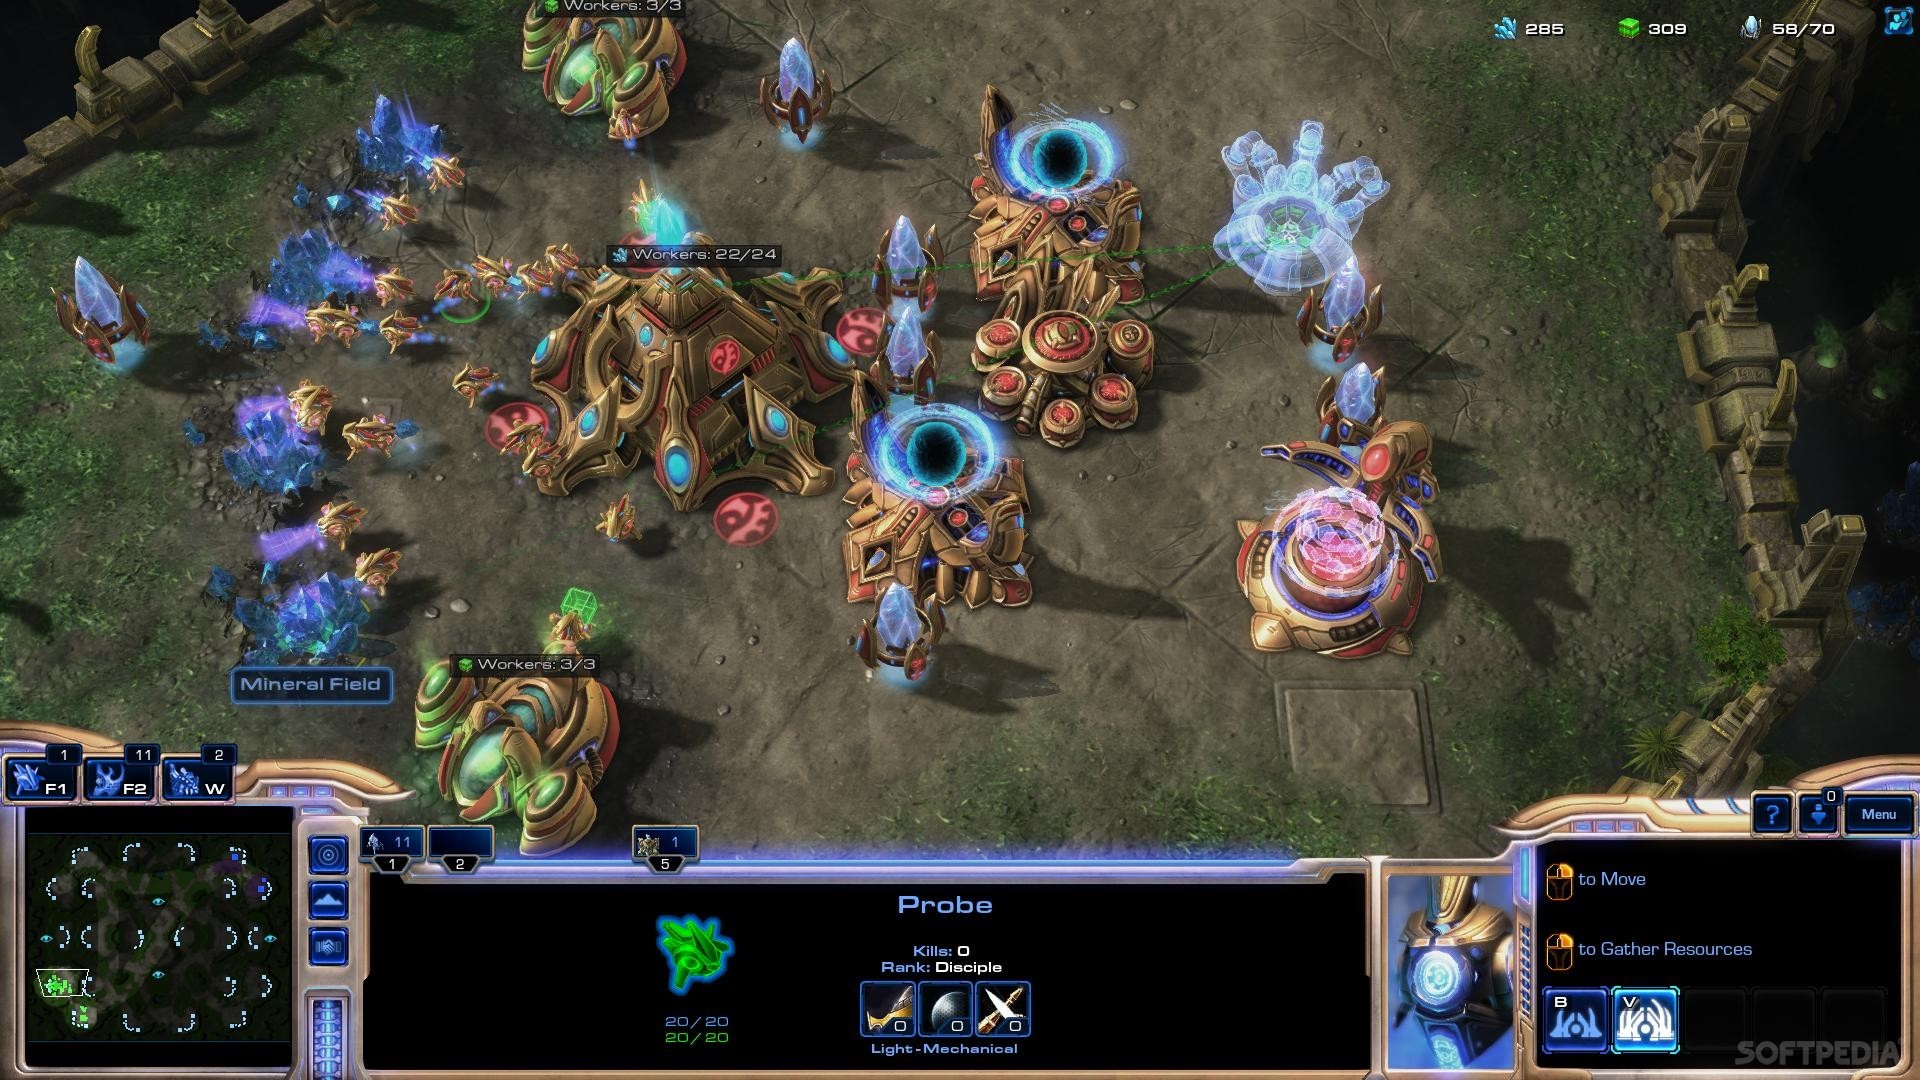 Workers: 3/3
285
309
58/70
Workers: 22/24
Workers: 3/3
Mineral Field
1
11
2
F1
F2
W
11
1
1
2
5
0
?
Menu
Probe
Kills: 0
Rank: Disciple
0
0
0
20/20
20/20
Light-Mechanical
to Move
to Gather Resources
B
V
SOFTPEDIA